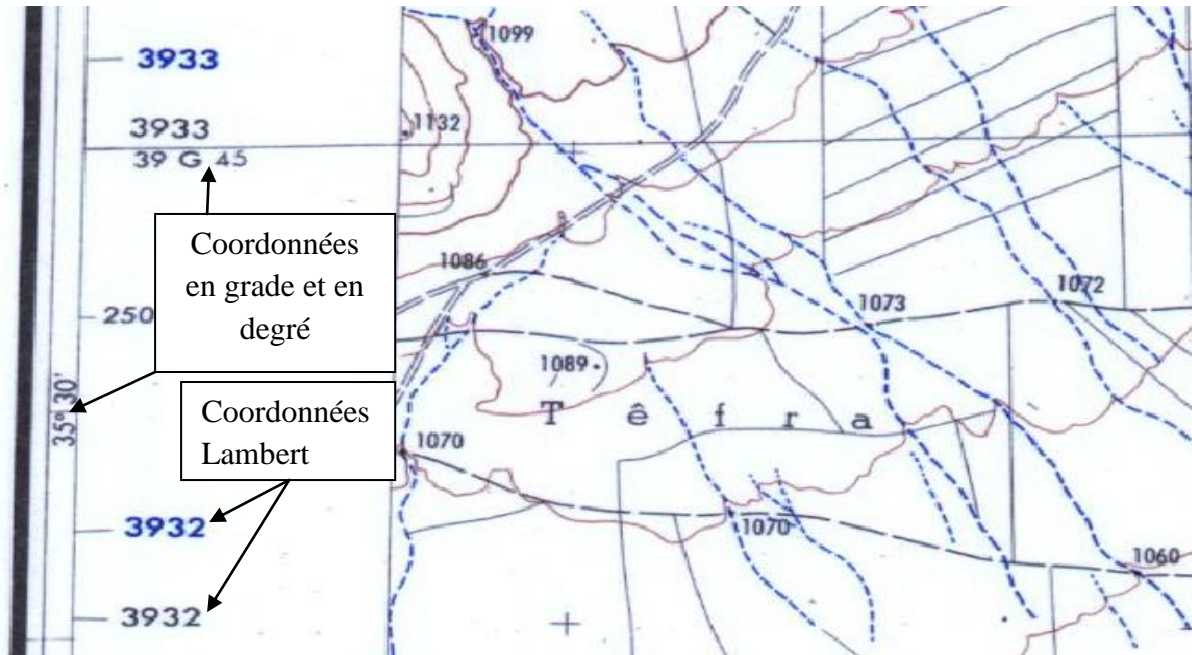 3933
3933
39 G 45
Coordonnées
en grade et en
degré
250
35° 30'
Coordonnées
Lambert
3932
3932
1099
1132
1086
1072
1073
1089
T ê f r a
1070
1070
1060